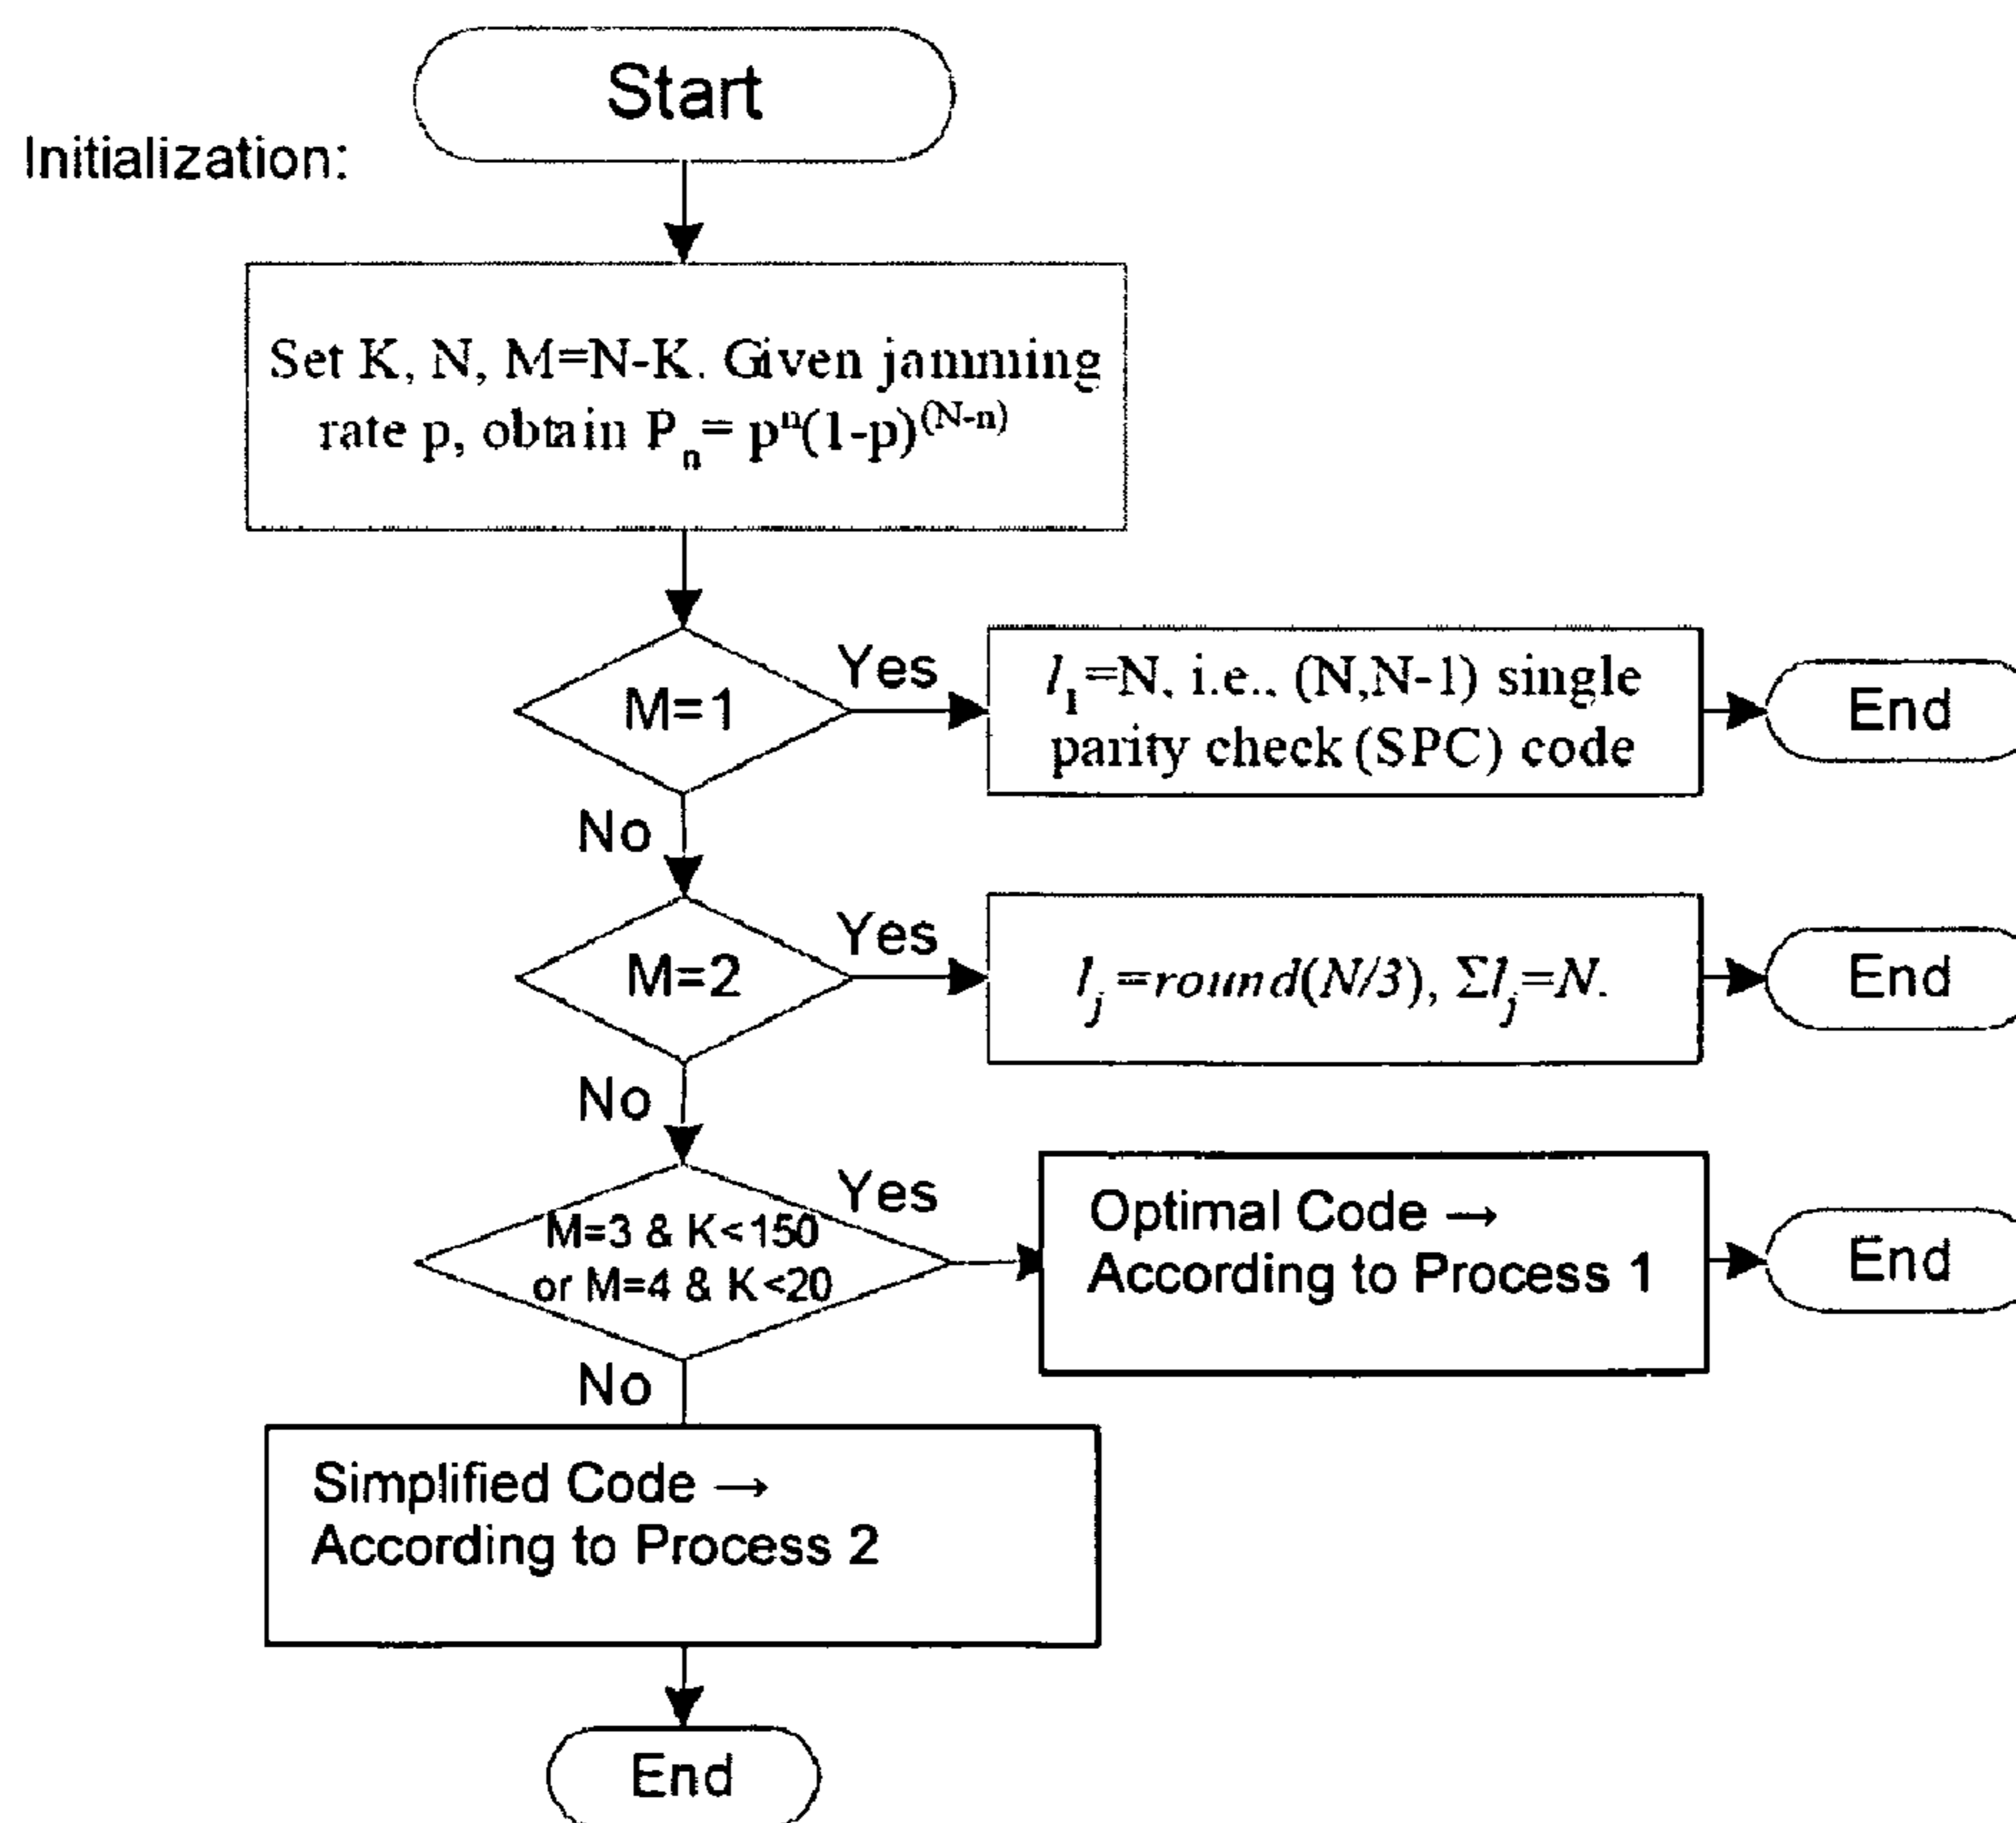 Start
Initialization:
Set K, N, M=N-K. Given jamming
rate p, obtain Pₙ= pⁿ(1-p)⁽ᴺ⁻ⁿ⁾
M=1
Yes
l₁=N, i.e., (N,N-1) single
parity check (SPC) code
End
No
M=2
Yes
lⱼ=round(N/3), Σlⱼ=N.
End
No
M=3 & K<150
or M=4 & K<20
Yes
Optimal Code →
According to Process 1
End
No
Simplified Code →
According to Process 2
End